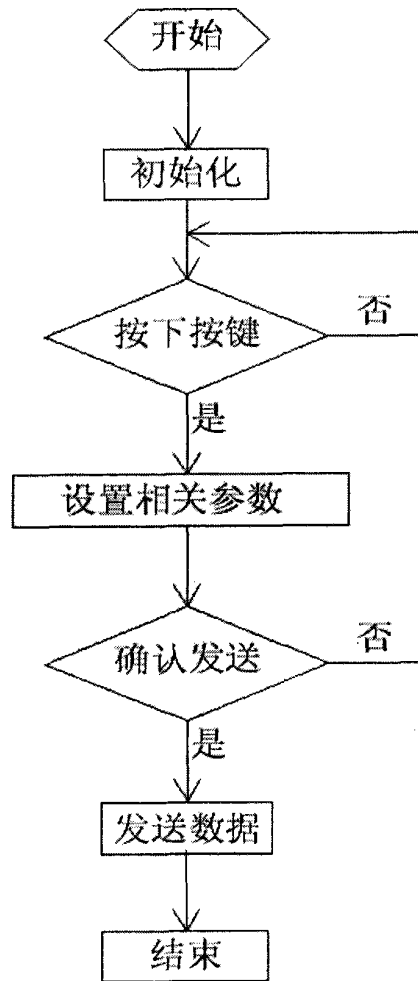 开始
初始化
按下按键
否
是
设置相关参数
确认发送
否
是
发送数据
结束